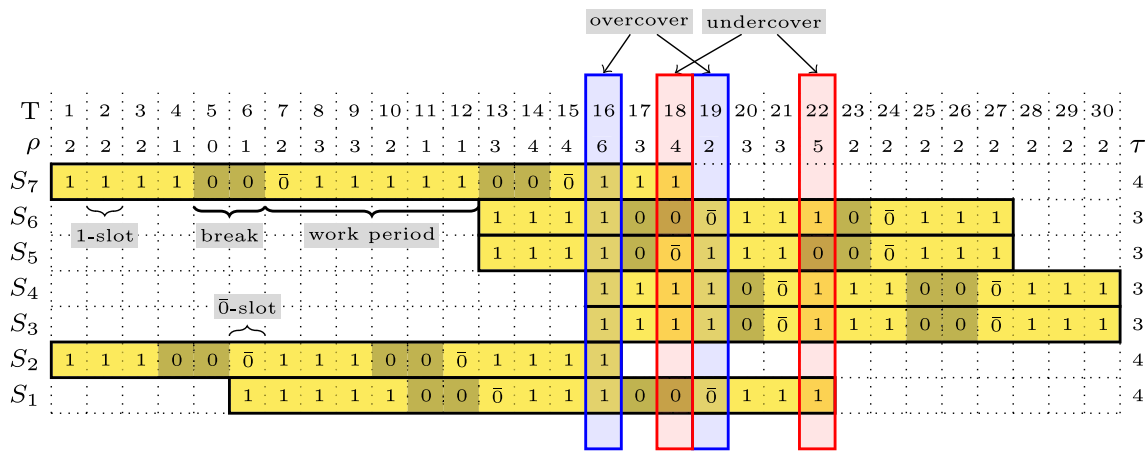 overcover undercover
T 1 2 3 4 5 6 7 8 9 10 11 12 13 14 15 16 17 18 19 20 21 22 23 24 25 26 27 28 29 30
ρ 2 2 2 1 0 1 2 3 3 2 1 1 3 4 4 6 3 4 2 3 3 5 2 2 2 2 2 2 2 2 τ
S₇ 1 1 1 1 0 0 0̄ 1 1 1 1 1 0 0 0̄ 1 1 1 4
S₆ 1 1 1 1 0 0 0̄ 1 1 1 0 0̄ 1 1 1 3
1-slot break work period
S₅ 1 1 1 1 0 0̄ 1 1 1 0 0 0̄ 1 1 1 3
S₄ 1 1 1 1 0 0̄ 1 1 1 0 0 0̄ 1 1 1 3
0̄-slot
S₃ 1 1 1 1 0 0̄ 1 1 1 0 0 0̄ 1 1 1 3
S₂ 1 1 1 0 0 0̄ 1 1 1 0 0 0̄ 1 1 1 1 4
S₁ 1 1 1 1 1 0 0 0̄ 1 1 1 0 0 0̄ 1 1 1 4